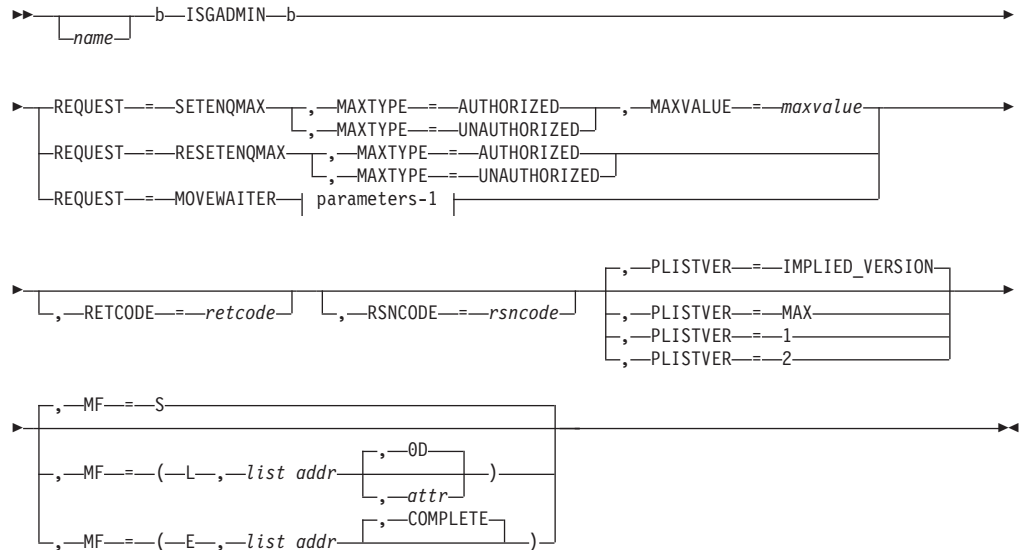 b ISGADMIN b
name
REQUEST = SETENQMAX , MAXTYPE = AUTHORIZED , MAXVALUE = maxvalue
, MAXTYPE = UNAUTHORIZED
REQUEST = RESETENQMAX , MAXTYPE = AUTHORIZED
, MAXTYPE = UNAUTHORIZED
REQUEST = MOVEWAITER parameters-1
, PLISTVER = IMPLIED_VERSION
, RETCODE = retcode , RSNCODE = rsncode , PLISTVER = MAX
, PLISTVER = 1
, PLISTVER = 2
, MF = S
, 0D
, MF = ( L , list addr )
, attr
, COMPLETE
, MF = ( E , list addr )